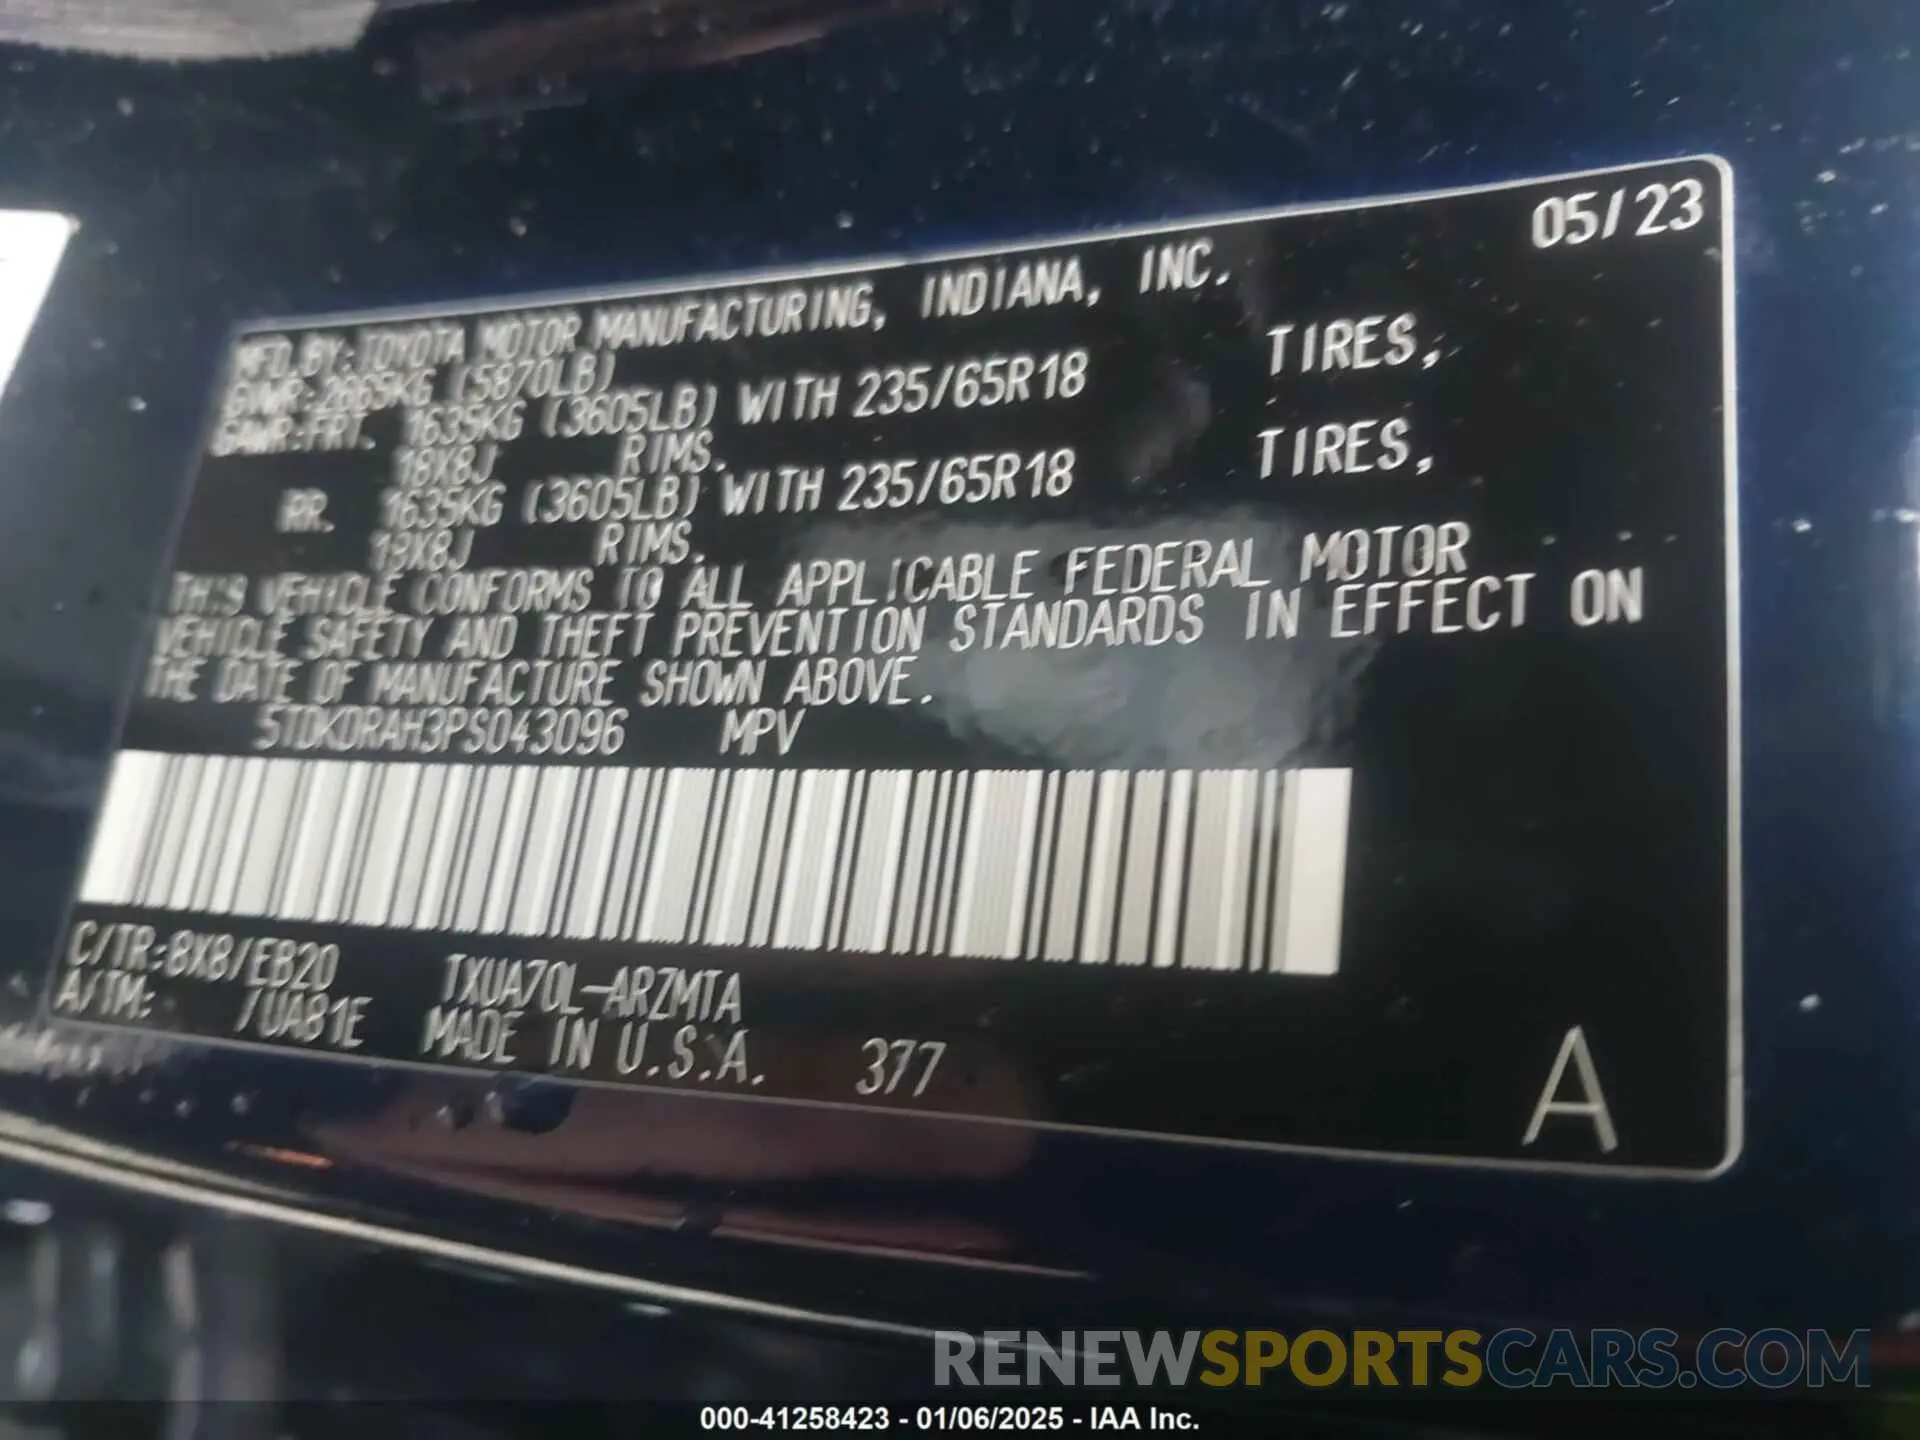 05/23
MFD.BY:TOYOTA MOTOR MANUFACTURING, INDIANA, INC.
GVWR:2665KG (5870LB)
GAWR:FRT. 1635KG (3605LB) WITH 235/65R18 TIRES,
18X8J RIMS.
RR. 1635KG (3605LB) WITH 235/65R18 TIRES,
18X8J RIMS.
THIS VEHICLE CONFORMS TO ALL APPLICABLE FEDERAL MOTOR
VEHICLE SAFETY AND THEFT PREVENTION STANDARDS IN EFFECT ON
THE DATE OF MANUFACTURE SHOWN ABOVE.
5TDKDRAH3PS043096 MPV
C/TR:8X8/EB20 TXUA70L-ARZMTA
A/TM: /UA81E MADE IN U.S.A. 377
A
RENEWSPORTSCARS.COM
000-41258423 - 01/06/2025 - IAA Inc.